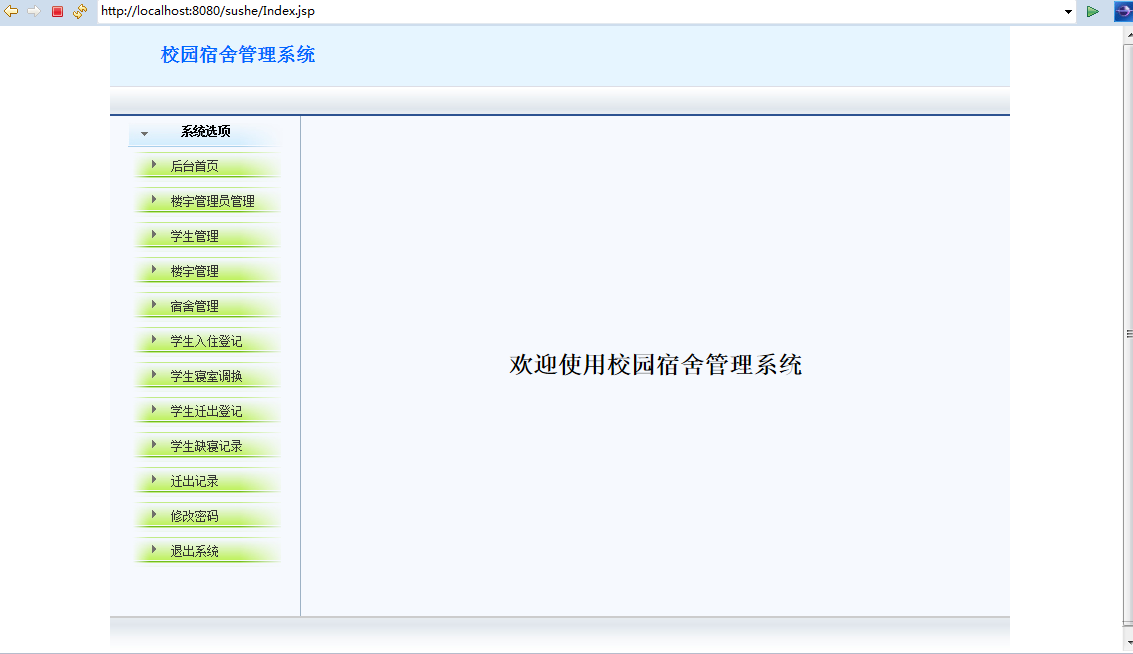 http://localhost:8080/sushe/Index.jsp
校园宿舍管理系统
系统选项
后台首页
楼宇管理员管理
学生管理
楼宇管理
宿舍管理
学生入住登记
学生寝室调换
学生迁出登记
学生缺寝记录
迁出记录
修改密码
退出系统
欢迎使用校园宿舍管理系统